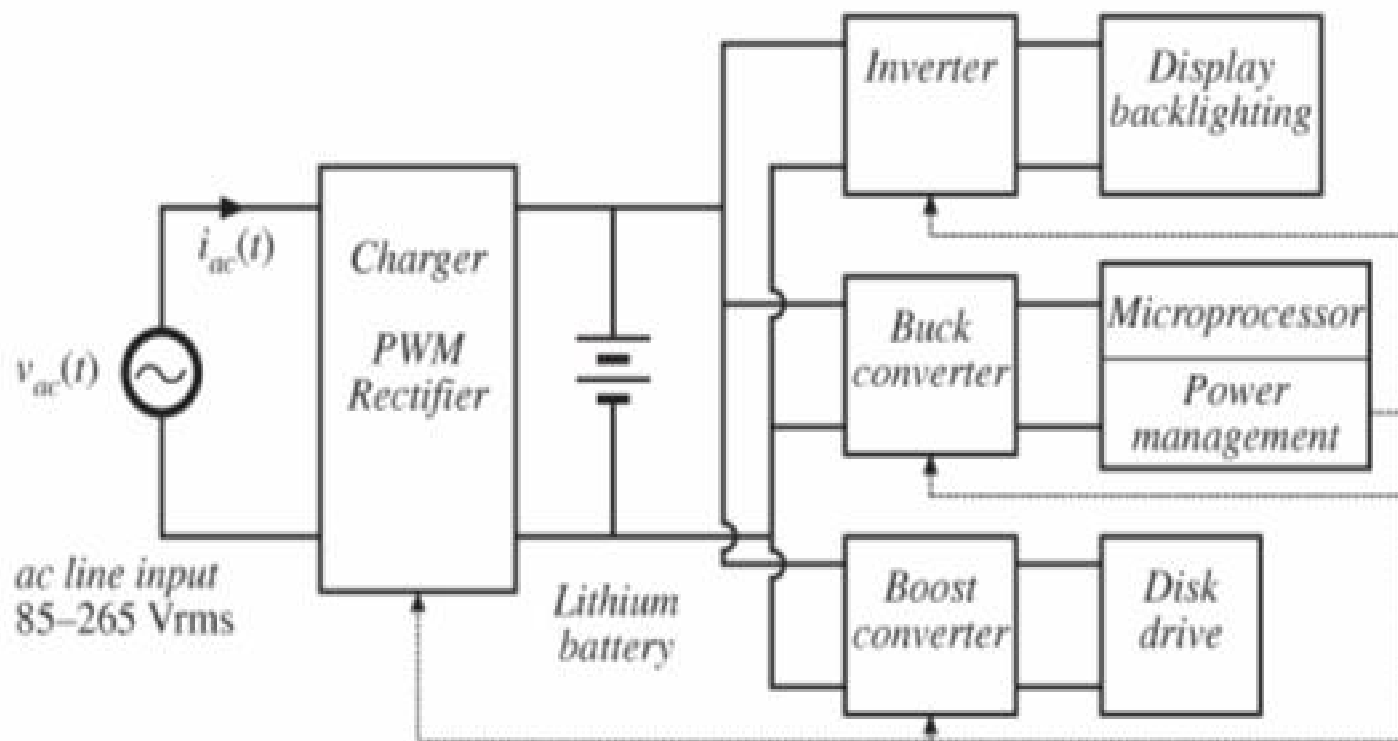 Inverter
Display
backlighting
i_ac(t)
Charger
PWM
Rectifier
v_ac(t)
Buck
converter
Microprocessor
Power
management
ac line input
85–265 Vrms
Lithium
battery
Boost
converter
Disk
drive